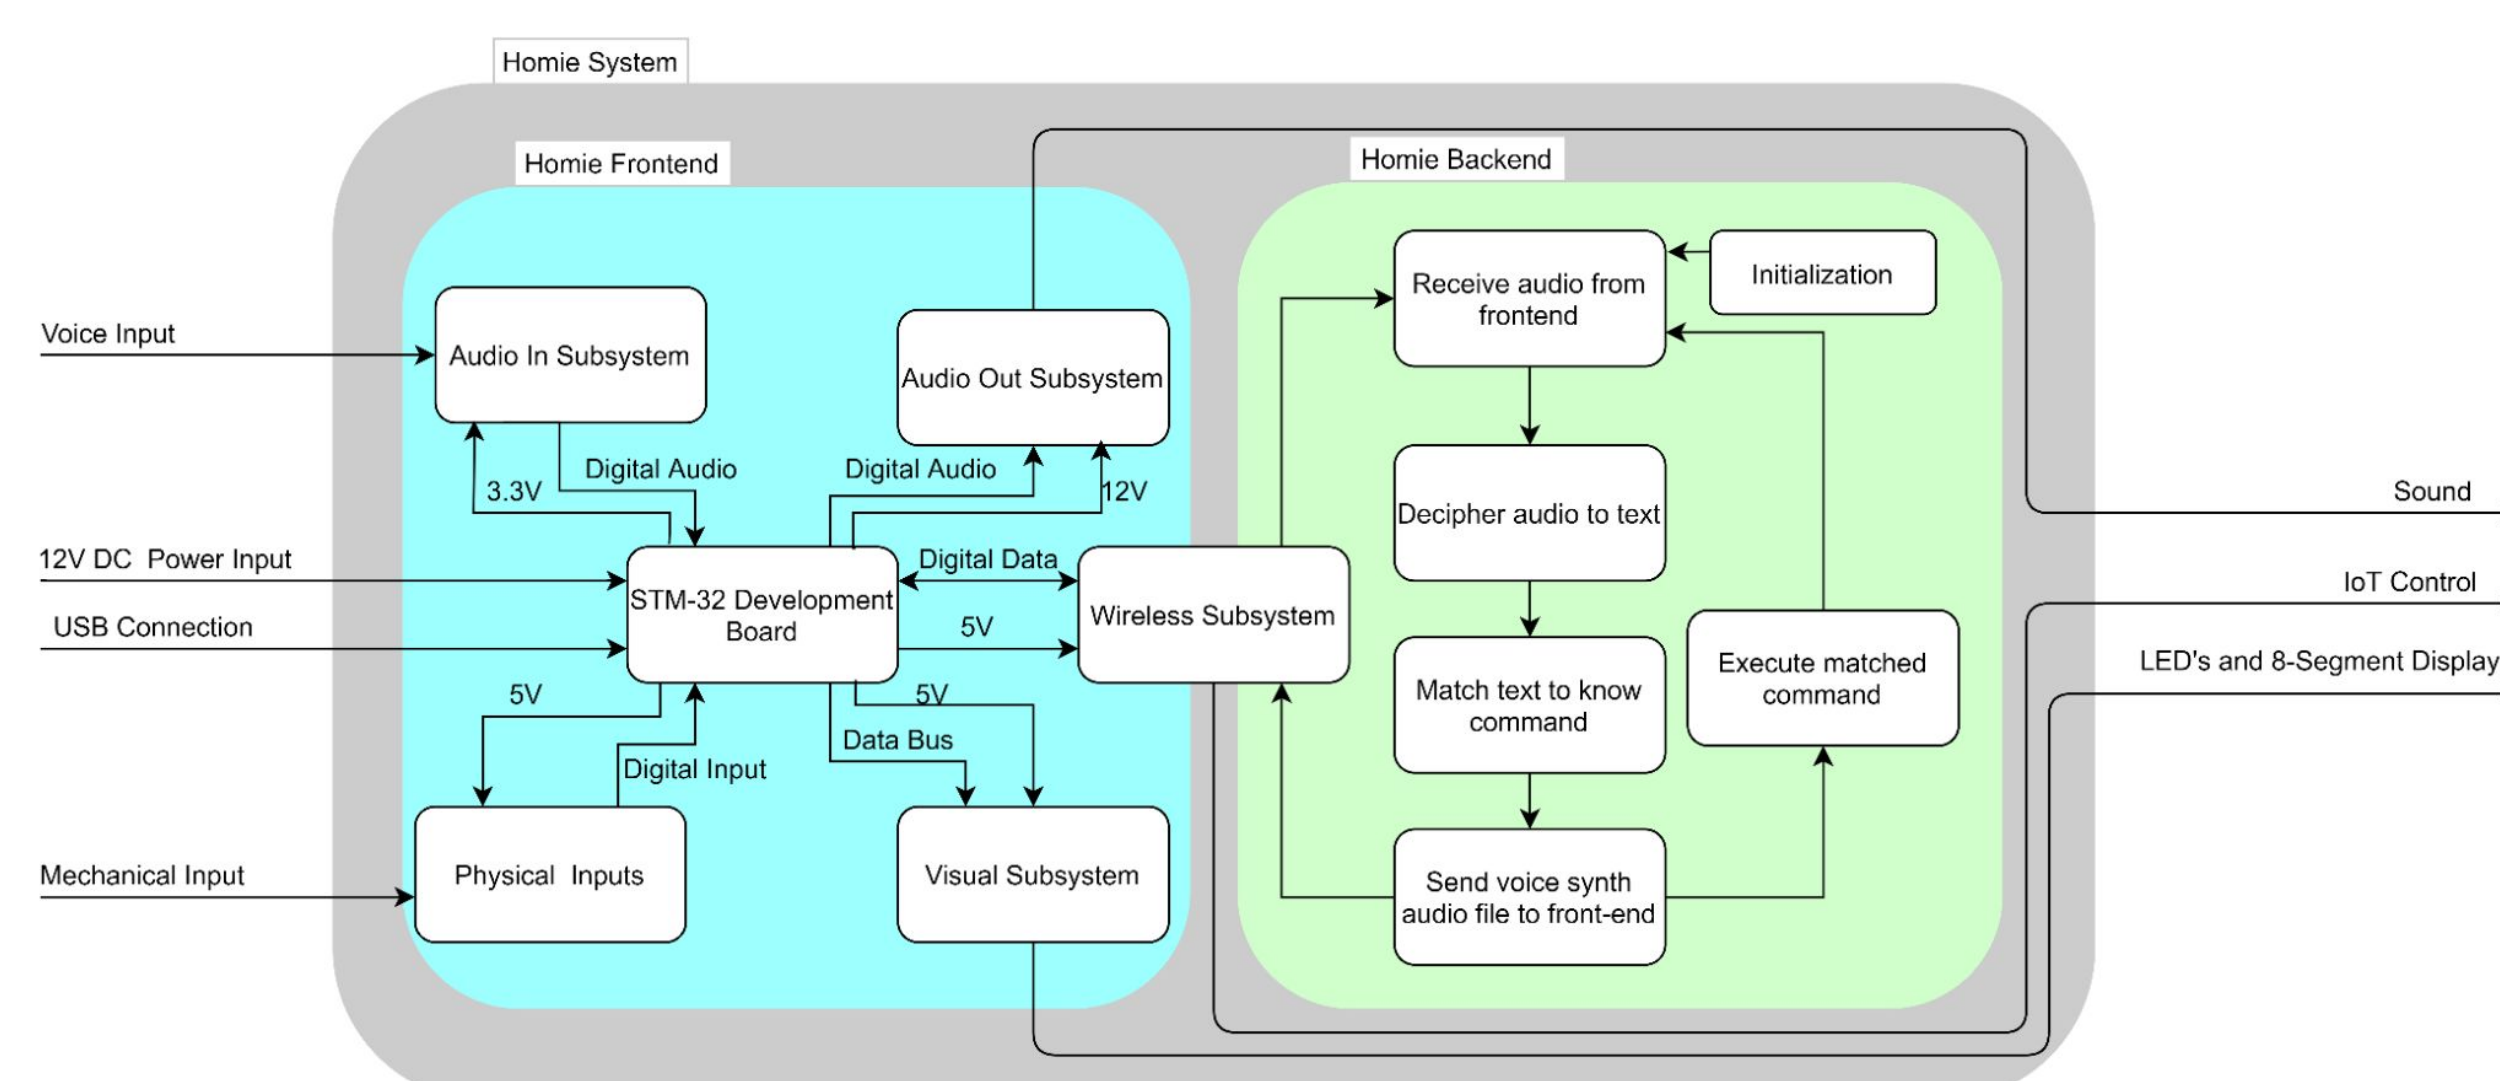 Homie System
Homie Frontend
Homie Backend
Voice Input
12V DC  Power Input
USB Connection
Mechanical Input
Audio In Subsystem
Audio Out Subsystem
Digital Audio
3.3V
Digital Audio
12V
STM-32 Development
Board
Digital Data
5V
Wireless Subsystem
5V
Digital Input
5V
Data Bus
Physical  Inputs
Visual Subsystem
Receive audio from
frontend
Initialization
Decipher audio to text
Match text to know
command
Execute matched
command
Send voice synth
audio file to front-end
Sound
IoT Control
LED's and 8-Segment Display